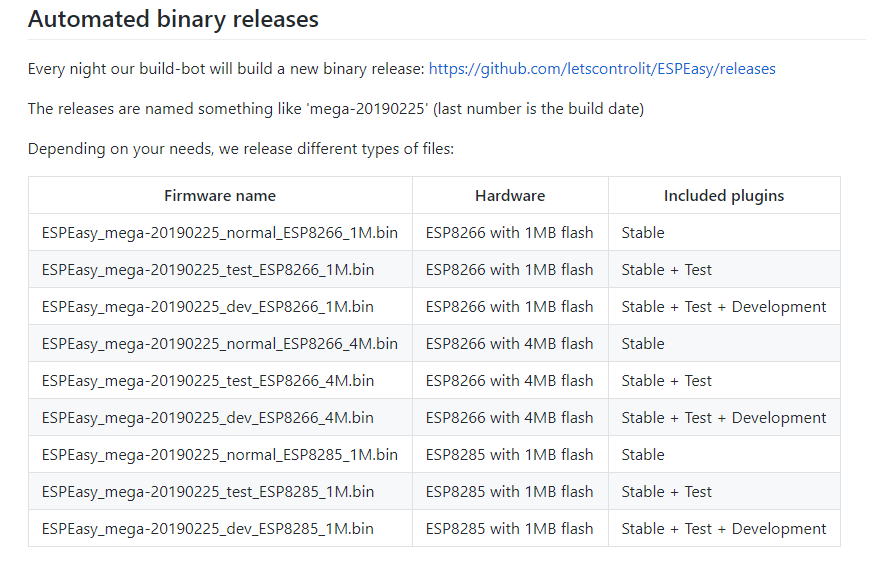 Automated binary releases
Every night our build-bot will build a new binary release: https://github.com/letscontrolit/ESPEasy/releases
The releases are named something like 'mega-20190225' (last number is the build date)
Depending on your needs, we release different types of files:
Firmware name Hardware Included plugins
ESPEasy_mega-20190225_normal_ESP8266_1M.bin ESP8266 with 1MB flash Stable
ESPEasy_mega-20190225_test_ESP8266_1M.bin ESP8266 with 1MB flash Stable + Test
ESPEasy_mega-20190225_dev_ESP8266_1M.bin ESP8266 with 1MB flash Stable + Test + Development
ESPEasy_mega-20190225_normal_ESP8266_4M.bin ESP8266 with 4MB flash Stable
ESPEasy_mega-20190225_test_ESP8266_4M.bin ESP8266 with 4MB flash Stable + Test
ESPEasy_mega-20190225_dev_ESP8266_4M.bin ESP8266 with 4MB flash Stable + Test + Development
ESPEasy_mega-20190225_normal_ESP8285_1M.bin ESP8285 with 1MB flash Stable
ESPEasy_mega-20190225_test_ESP8285_1M.bin ESP8285 with 1MB flash Stable + Test
ESPEasy_mega-20190225_dev_ESP8285_1M.bin ESP8285 with 1MB flash Stable + Test + Development